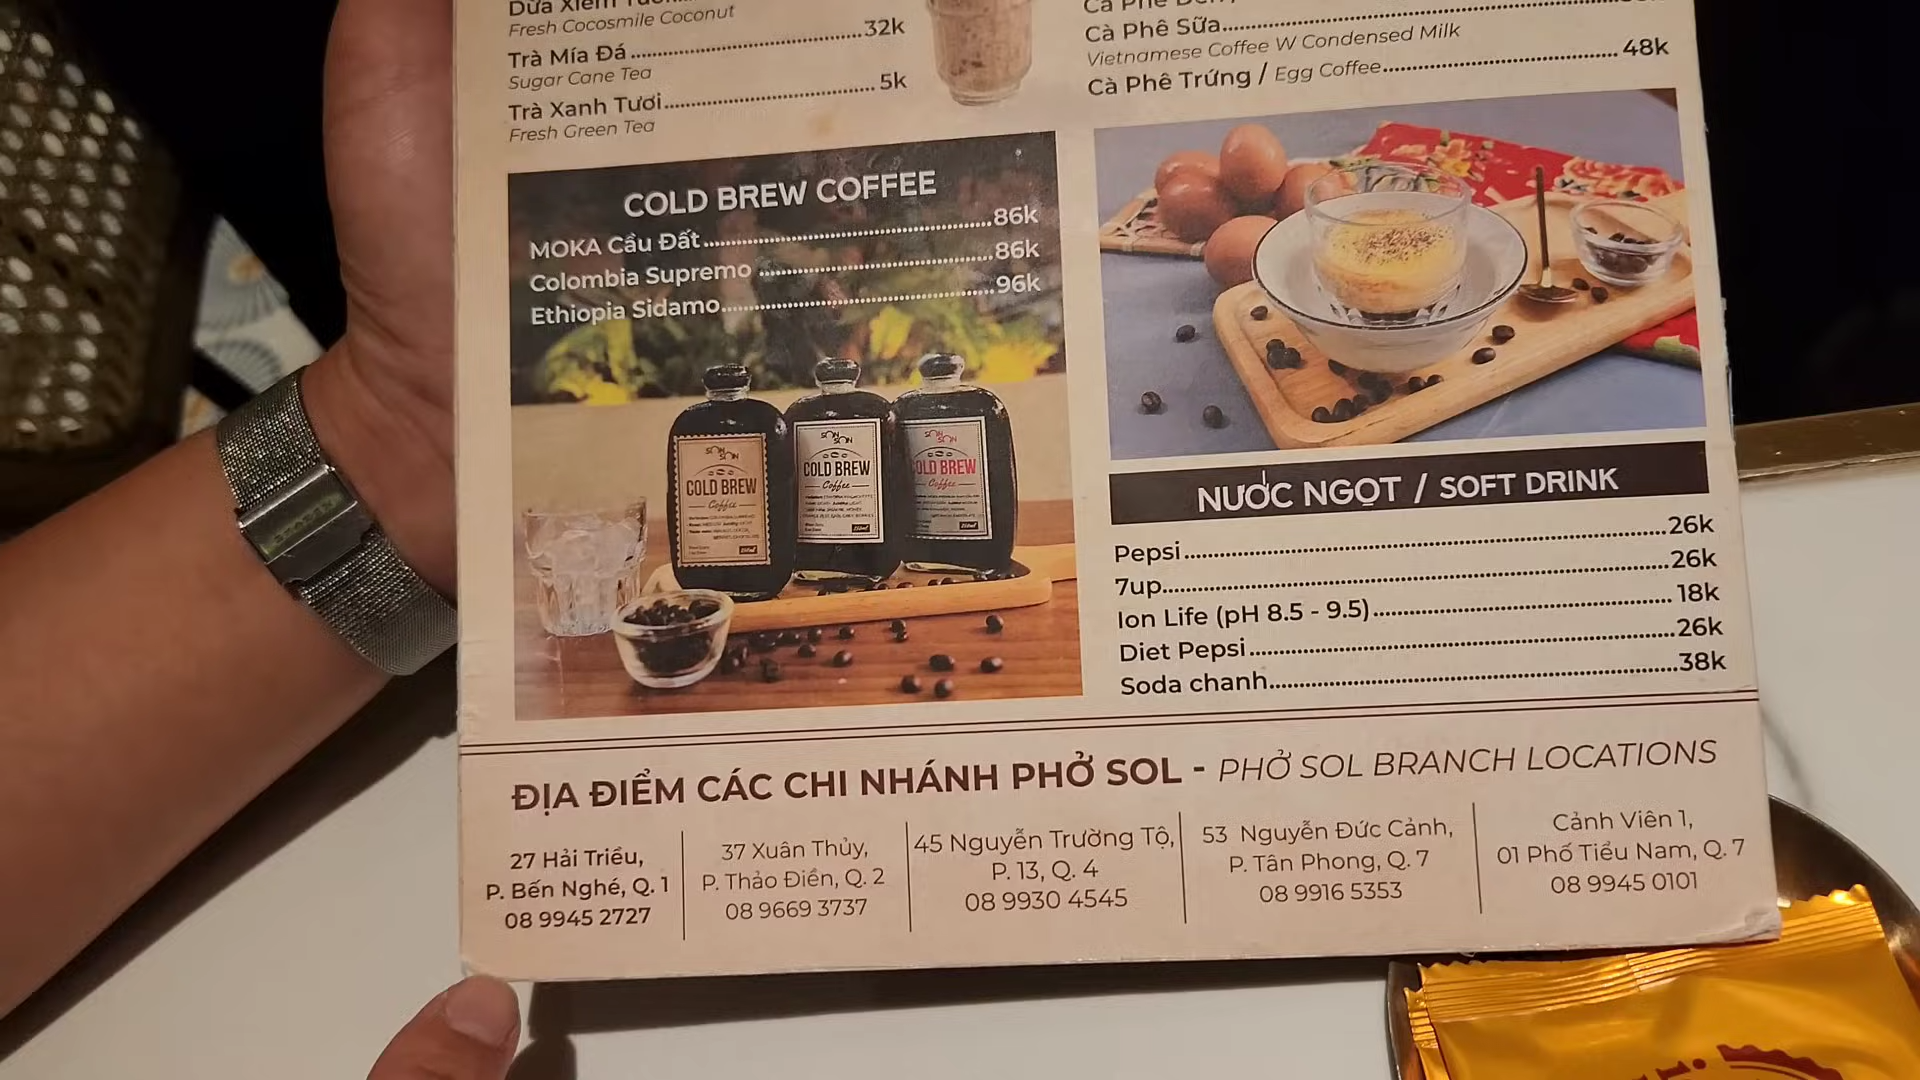 Fresh Cocosmile Coconut
Trà Mía Đá 32k
Sugar Cane Tea
Trà Xanh Tươi 5k
Fresh Green Tea
Cà Phê Sữa
Vietnamese Coffee W Condensed Milk
Cà Phê Trứng / Egg Coffee 48k
COLD BREW COFFEE
MOKA Cầu Đất 86k
Colombia Supremo 86k
Ethiopia Sidamo 96k
SƠN SƠN
COLD BREW
Coffee
SƠN SƠN
COLD BREW
Coffee
SƠN SƠN
COLD BREW
Coffee
NƯỚC NGỌT / SOFT DRINK
Pepsi 26k
7up 26k
Ion Life (pH 8.5 - 9.5) 18k
Diet Pepsi 26k
Soda chanh 38k
ĐỊA ĐIỂM CÁC CHI NHÁNH PHỞ SOL - PHỞ SOL BRANCH LOCATIONS
27 Hải Triều,
P. Bến Nghé, Q. 1
08 9945 2727
37 Xuân Thủy,
P. Thảo Điền, Q. 2
08 9669 3737
45 Nguyễn Trường Tộ,
P. 13, Q. 4
08 9930 4545
53 Nguyễn Đức Cảnh,
P. Tân Phong, Q. 7
08 9916 5353
Cảnh Viên 1,
01 Phố Tiểu Nam, Q. 7
08 9945 0101